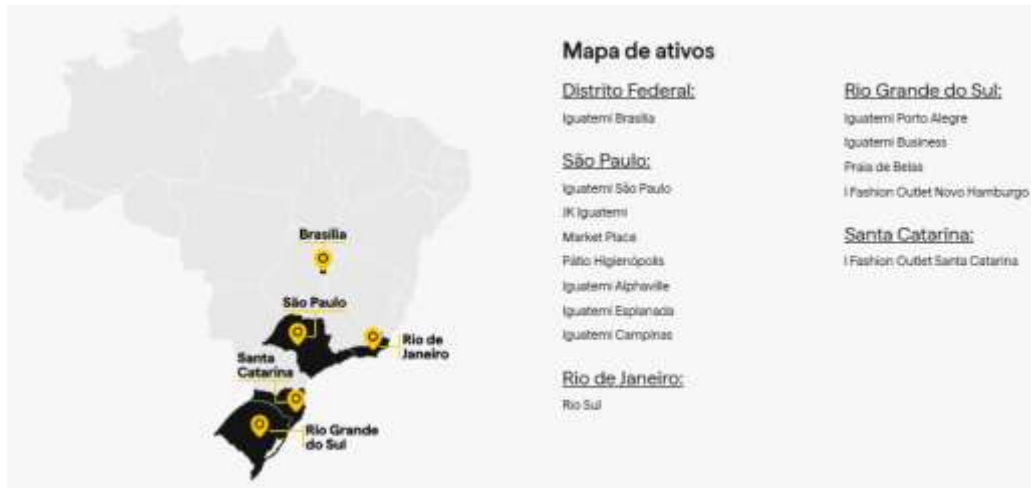 Mapa de ativos
Distrito Federal:
Iguatemi Brasília
São Paulo:
Iguatemi São Paulo
JK Iguatemi
Market Place
Pátio Higienópolis
Iguatemi Alphaville
Iguatemi Esplanada
Iguatemi Campinas
Rio de Janeiro:
Rio Sul
Rio Grande do Sul:
Iguatemi Porto Alegre
Iguatemi Business
Praia de Belas
I Fashion Outlet Novo Hamburgo
Santa Catarina:
I Fashion Outlet Santa Catarina
Brasília
São Paulo
Rio de
Janeiro
Santa
Catarina
Rio Grande
do Sul